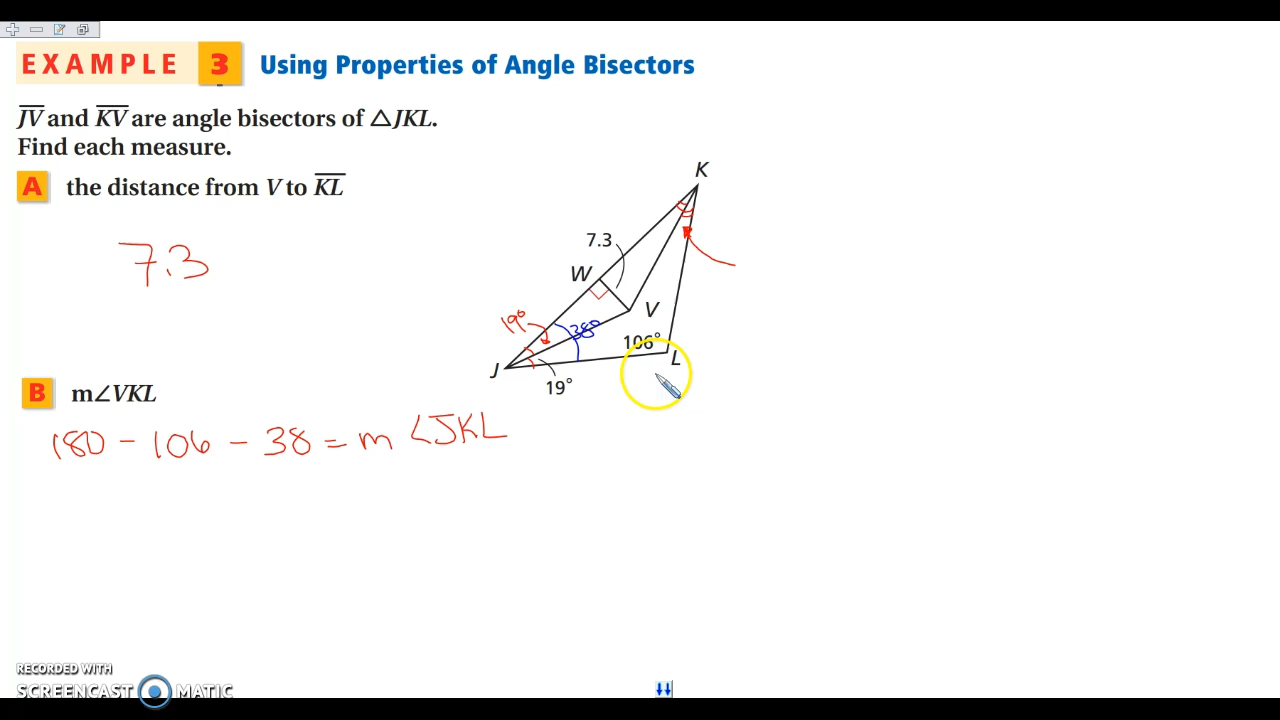 EXAMPLE 3 Using Properties of Angle Bisectors
JV and KV are angle bisectors of △JKL.
Find each measure.
A the distance from V to KL
7.3
K
7.3
W
V
19°
38°
106°
L
J
19°
B m∠VKL
180 - 106 - 38 = m ∠JKL
RECORDED WITH
SCREENCAST MATIC